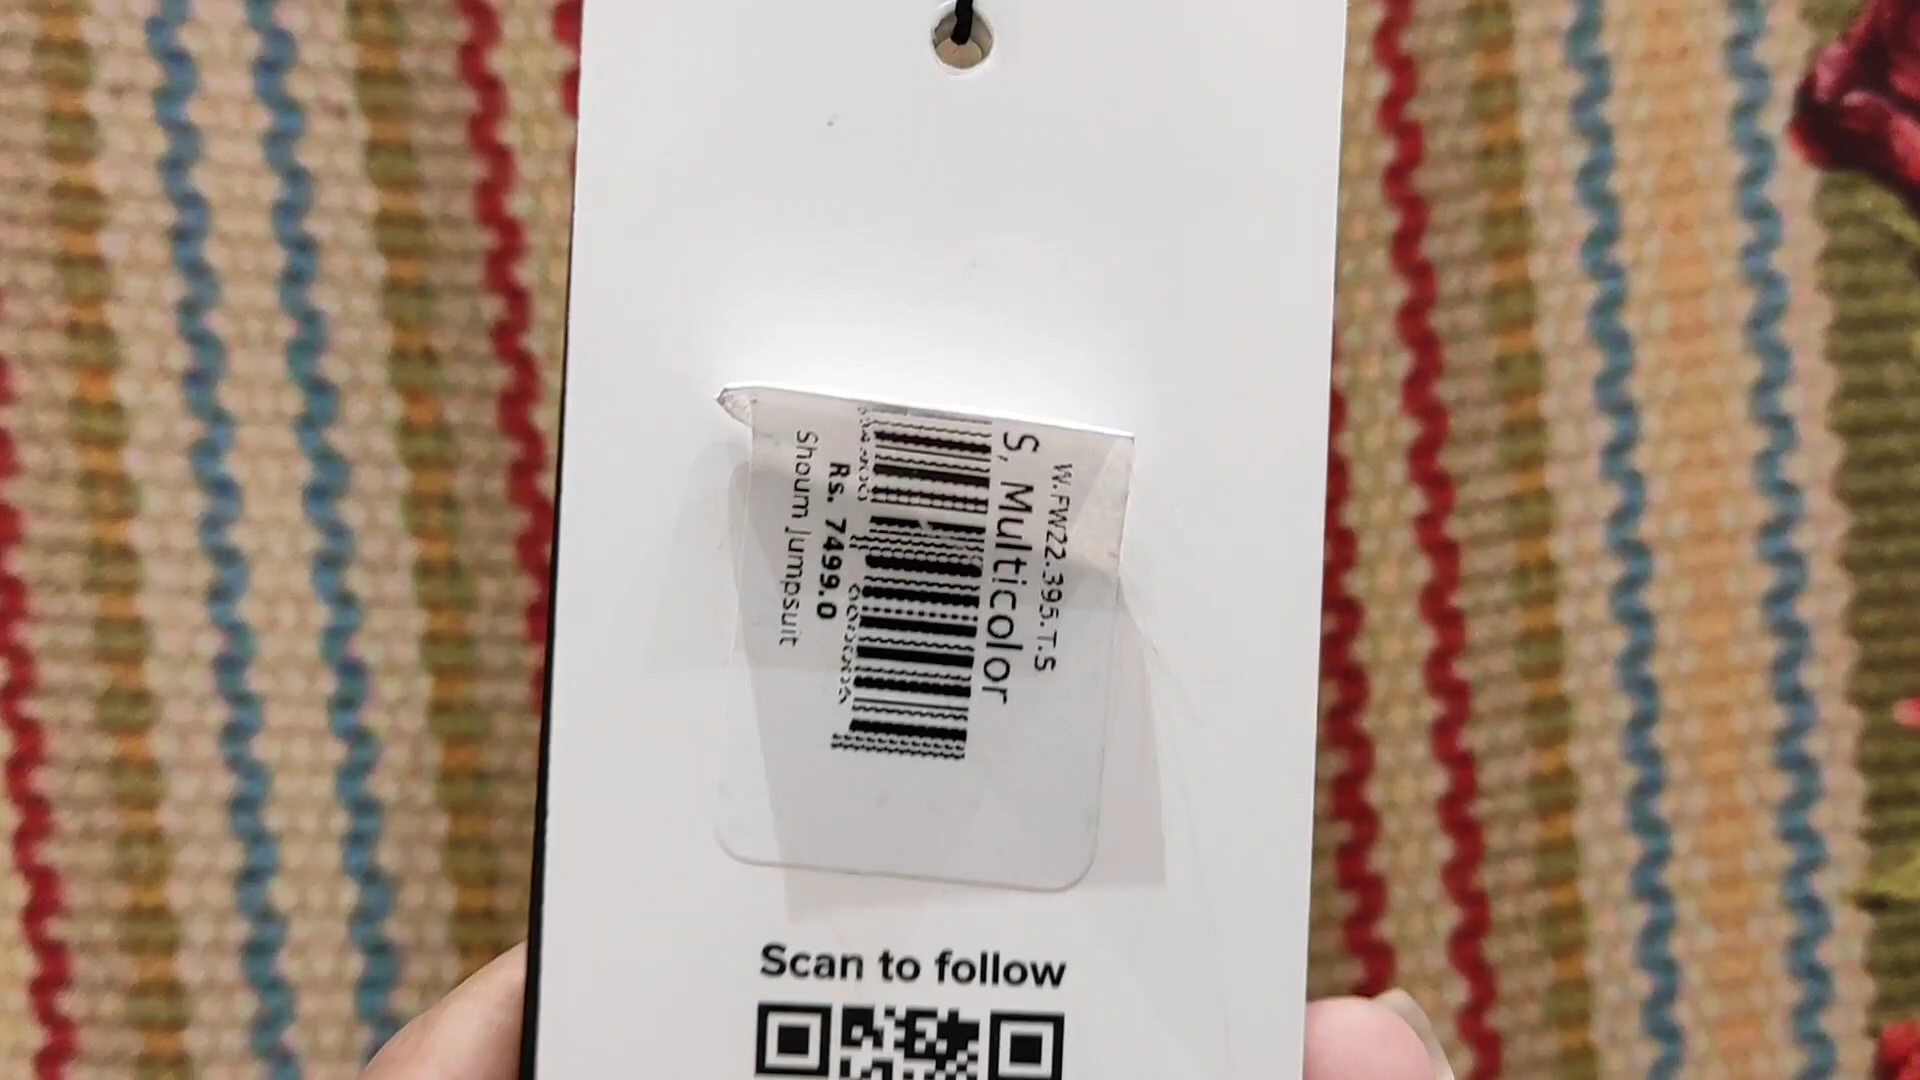 W.FW22.395.T.S
S, Multicolor
Rs. 7499.0
Shoum Jumpsuit
Scan to follow